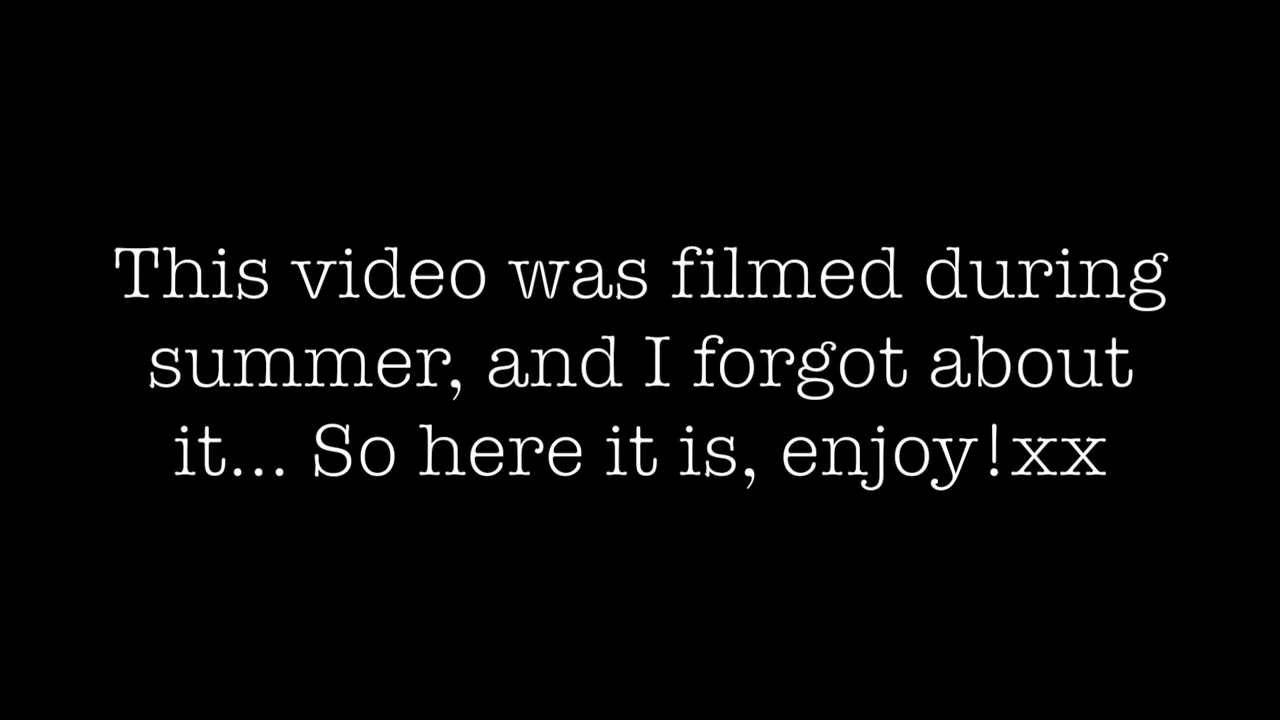 This video was filmed during
summer, and I forgot about
it... So here it is, enjoy!xx